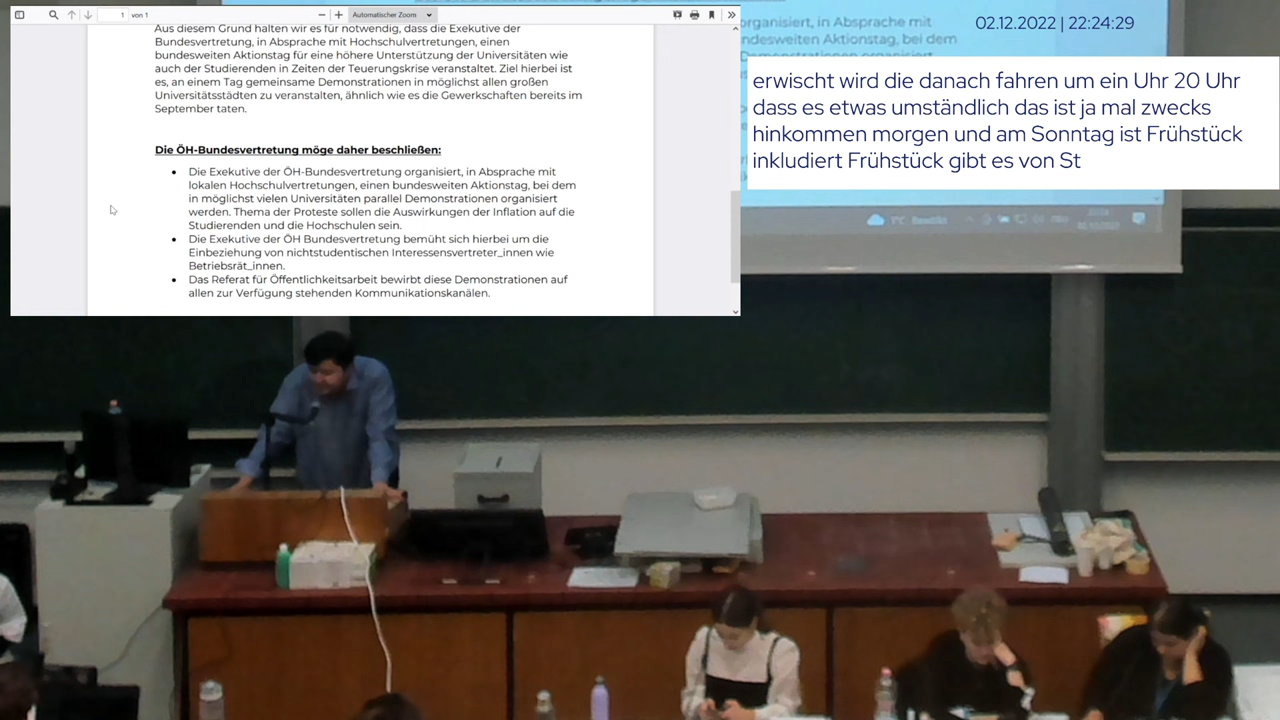 1 von 1
Automatischer Zoom
Aus diesem Grund halten wir es für notwendig, dass die Exekutive der
Bundesvertretung, in Absprache mit Hochschulvertretungen, einen
bundesweiten Aktionstag für eine höhere Unterstützung der Universitäten wie
auch der Studierenden in Zeiten der Teuerungskrise veranstaltet. Ziel hierbei ist
es, an einem Tag gemeinsame Demonstrationen in möglichst allen großen
Universitätsstädten zu veranstalten, ähnlich wie es die Gewerkschaften bereits im
September taten.
Die ÖH-Bundesvertretung möge daher beschließen:
• Die Exekutive der ÖH-Bundesvertretung organisiert, in Absprache mit
lokalen Hochschulvertretungen, einen bundesweiten Aktionstag, bei dem
in möglichst vielen Universitäten parallel Demonstrationen organisiert
werden. Thema der Proteste sollen die Auswirkungen der Inflation auf die
Studierenden und die Hochschulen sein.
• Die Exekutive der ÖH Bundesvertretung bemüht sich hierbei um die
Einbeziehung von nichtstudentischen Interessensvertreter_innen wie
Betriebsrät_innen.
• Das Referat für Öffentlichkeitsarbeit bewirbt diese Demonstrationen auf
allen zur Verfügung stehenden Kommunikationskanälen.
organisiert, in Absprache mit
ndesweiten Aktionstag, bei dem
02.12.2022 | 22:24:29
erwischt wird die danach fahren um ein Uhr 20 Uhr
dass es etwas umständlich das ist ja mal zwecks
hinkommen morgen und am Sonntag ist Frühstück
inkludiert Frühstück gibt es von St